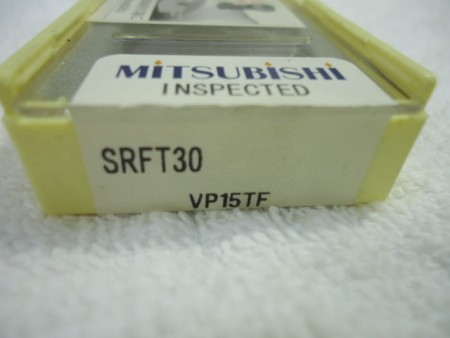 MITSUBISHI
INSPECTED
SRFT30
VP15TF